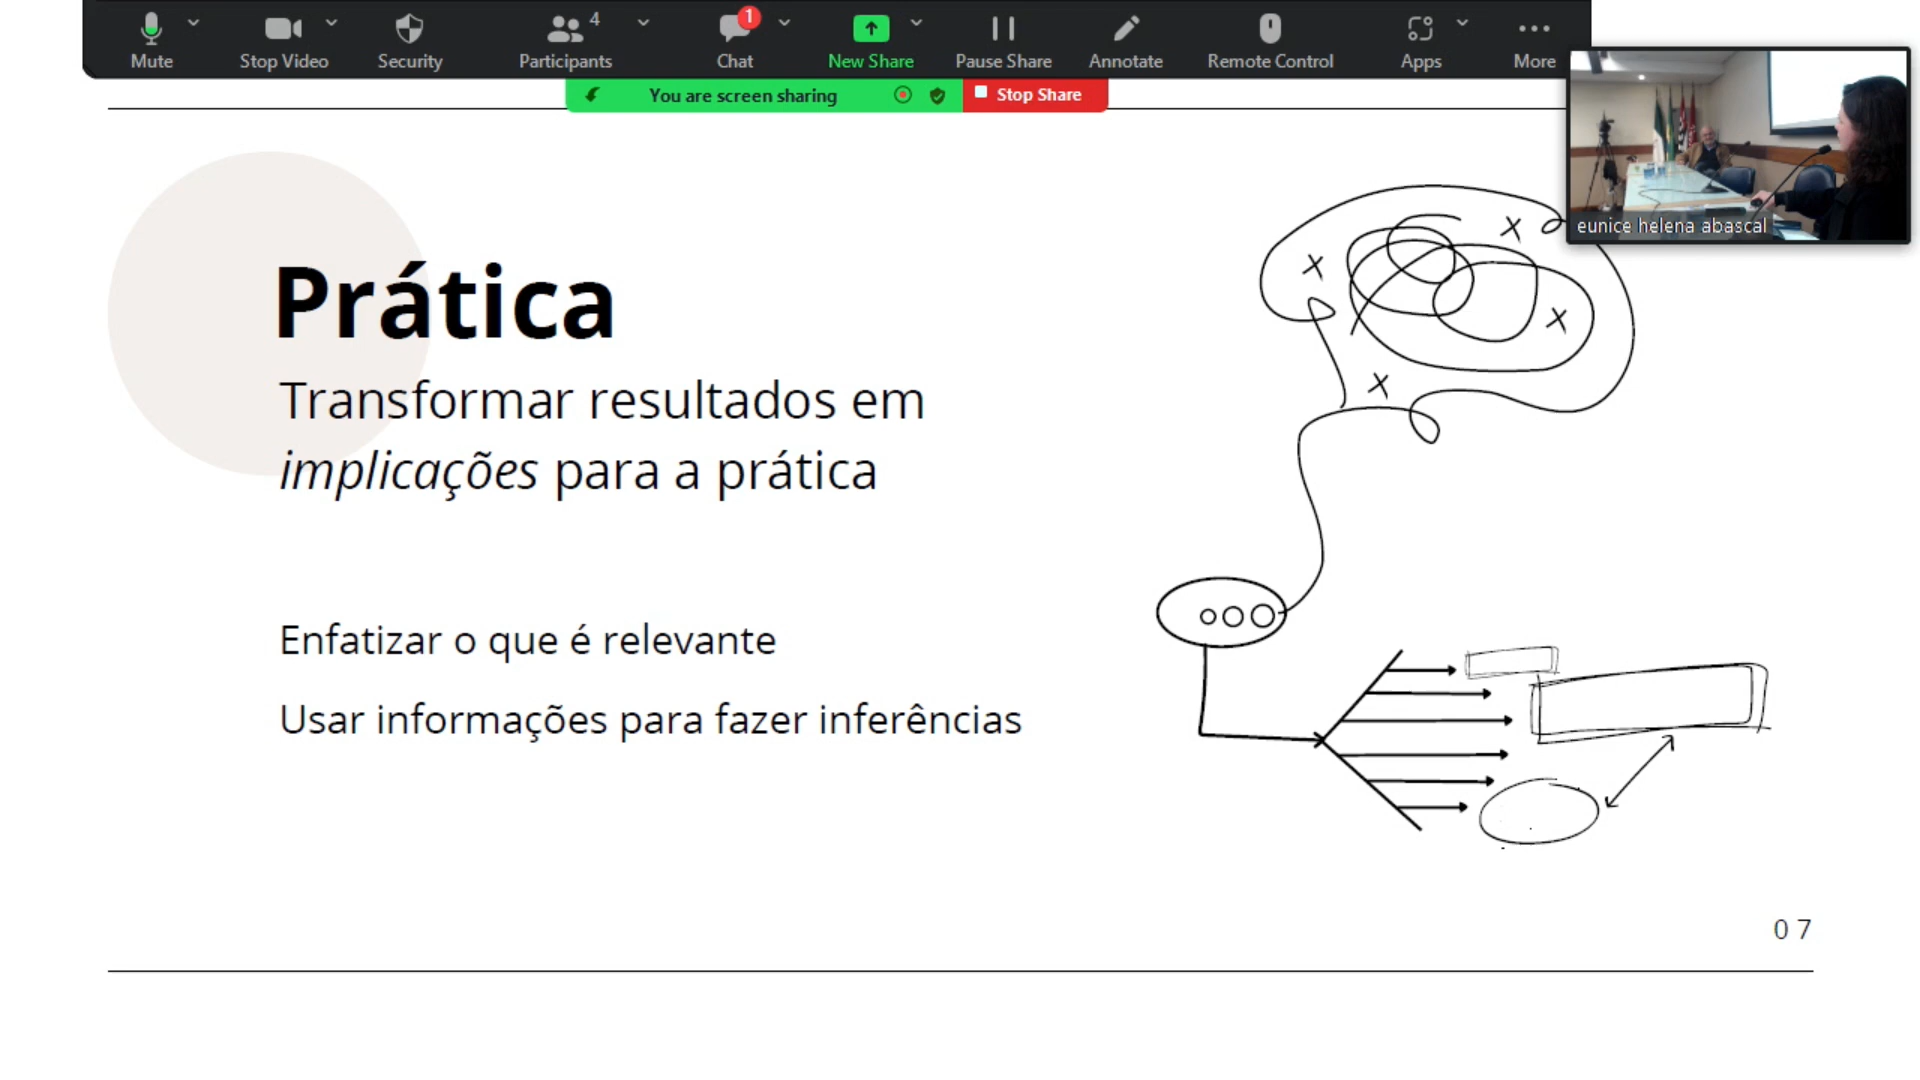 Mute
Stop Video
Security
Participants
4
Chat
1
New Share
Pause Share
Annotate
Remote Control
Apps
More
You are screen sharing
Stop Share
eunice helena abascal
Prática
Transformar resultados em
implicações para a prática
Enfatizar o que é relevante
Usar informações para fazer inferências
07